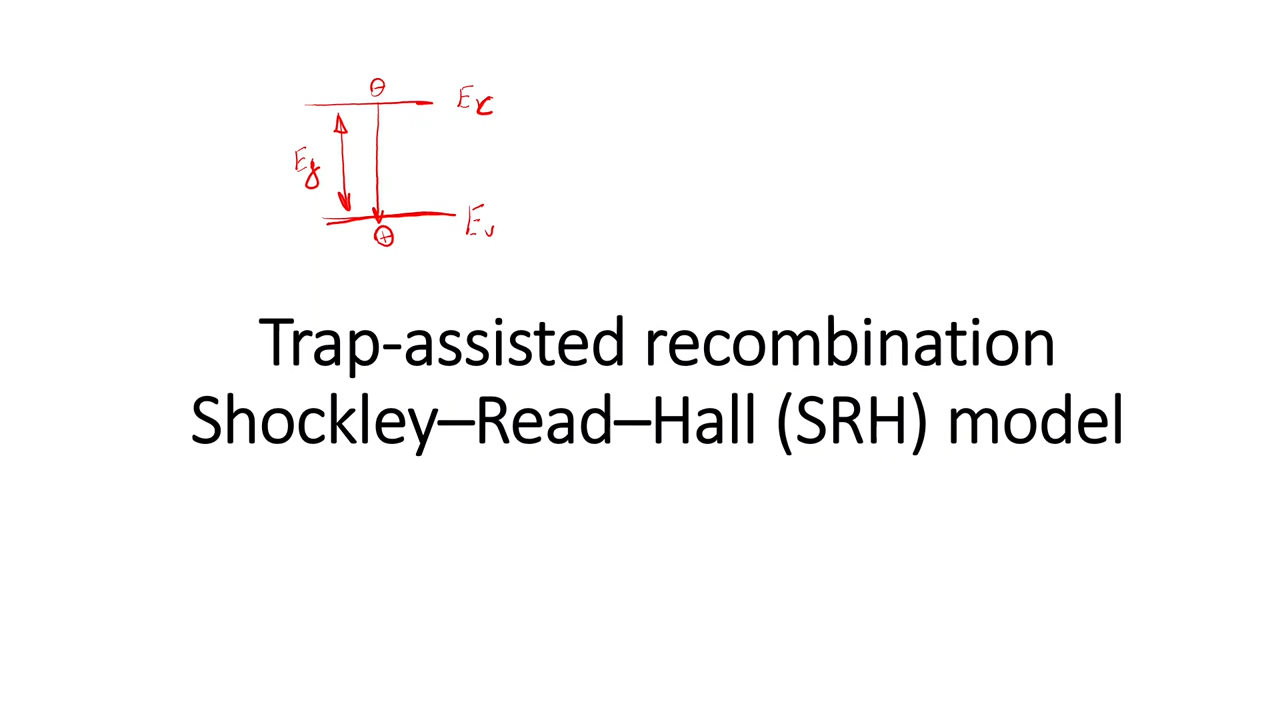 ⊖
Ec
Eg
Ev
⊕
Trap-assisted recombination
Shockley–Read–Hall (SRH) model